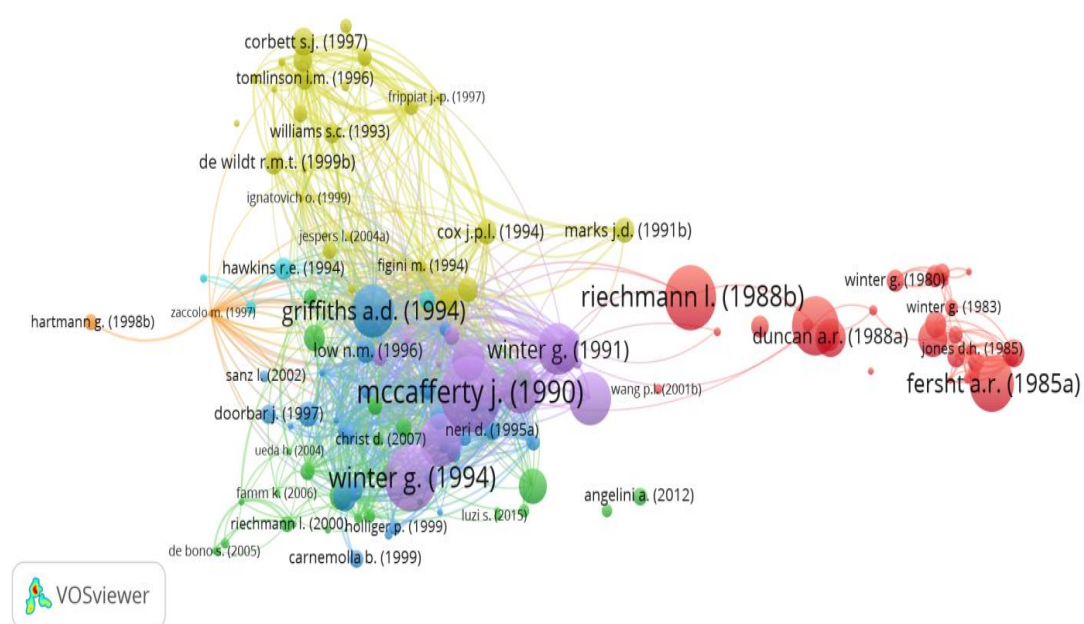 corbett s.j. (1997)
tomlinson i.m. (1996)
frippiat j.-p. (1997)
williams s.c. (1993)
de wildt r.m.t. (1999b)
ignatovich o. (1999)
jespers l. (2004a)
cox j.p.l. (1994)
marks j.d. (1991b)
hawkins r.e. (1994)
figini m. (1994)
winter g. (1980)
riechmann l. (1988b)
zaccolo m. (1997)
griffiths a.d. (1994)
winter g. (1983)
hartmann g. (1998b)
duncan a.r. (1988a)
low n.m. (1996)
winter g. (1991)
jones d.n. (1985)
sanz l. (2002)
mccafferty j. (1990)
wang p.l. (2001b)
fersht a.r. (1985a)
doorbar j. (1997)
christ d. (2007)
neri d. (1995a)
ueda h. (2004)
winter g. (1994)
famm k. (2006)
angelini a. (2012)
riechmann l. (2000)
holliger p. (1999)
luzi s. (2015)
de bono s. (2005)
carnemolla b. (1999)
VOSviewer